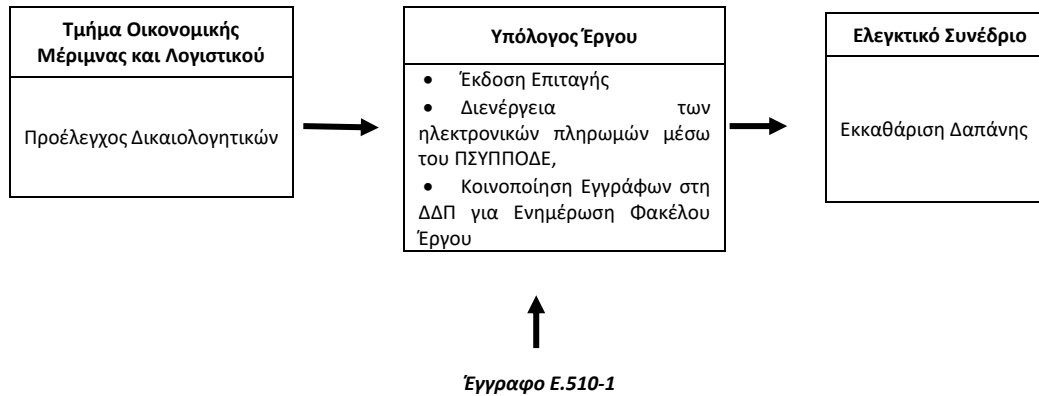 Τμήμα Οικονομικής
Μέριμνας και Λογιστικού
Προέλεγχος Δικαιολογητικών
Υπόλογος Έργου
• Έκδοση Επιταγής
• Διενέργεια των
ηλεκτρονικών πληρωμών μέσω
του ΠΣΥΠΠΟΔΕ,
• Κοινοποίηση Εγγράφων στη
ΔΔΠ για Ενημέρωση Φακέλου
Έργου
Ελεγκτικό Συνέδριο
Εκκαθάριση Δαπάνης
Έγγραφο Ε.510-1